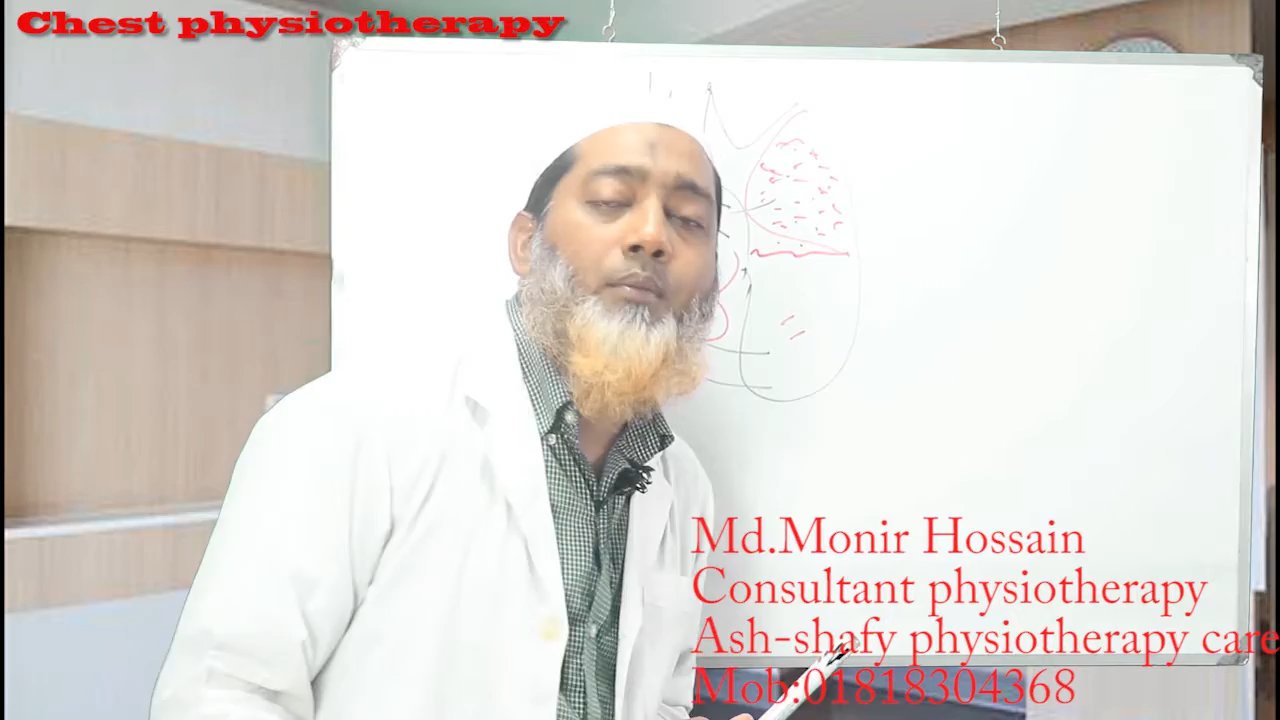 Chest physiotherapy
Md.Monir Hossain
Consultant physiotherapy
Ash-shafy physiotherapy care
Mob:01818304368